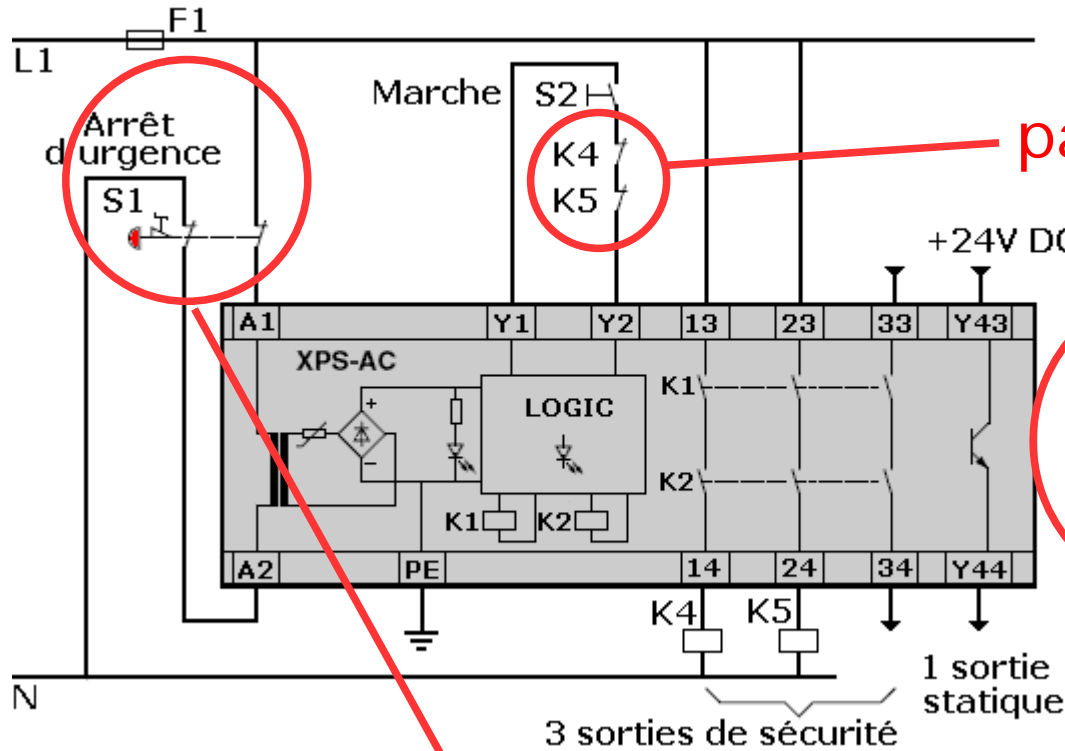 F1
L1
Marche
S2
Arrêt
d'urgence
K4
pa
K5
S1
+24V DC
A1
Y1
Y2
13
23
33
Y43
XPS-AC
K1
+
LOGIC
−
K2
K1
K2
A2
PE
14
24
34
Y44
K4
K5
N
1 sortie
statique
3 sorties de sécurité